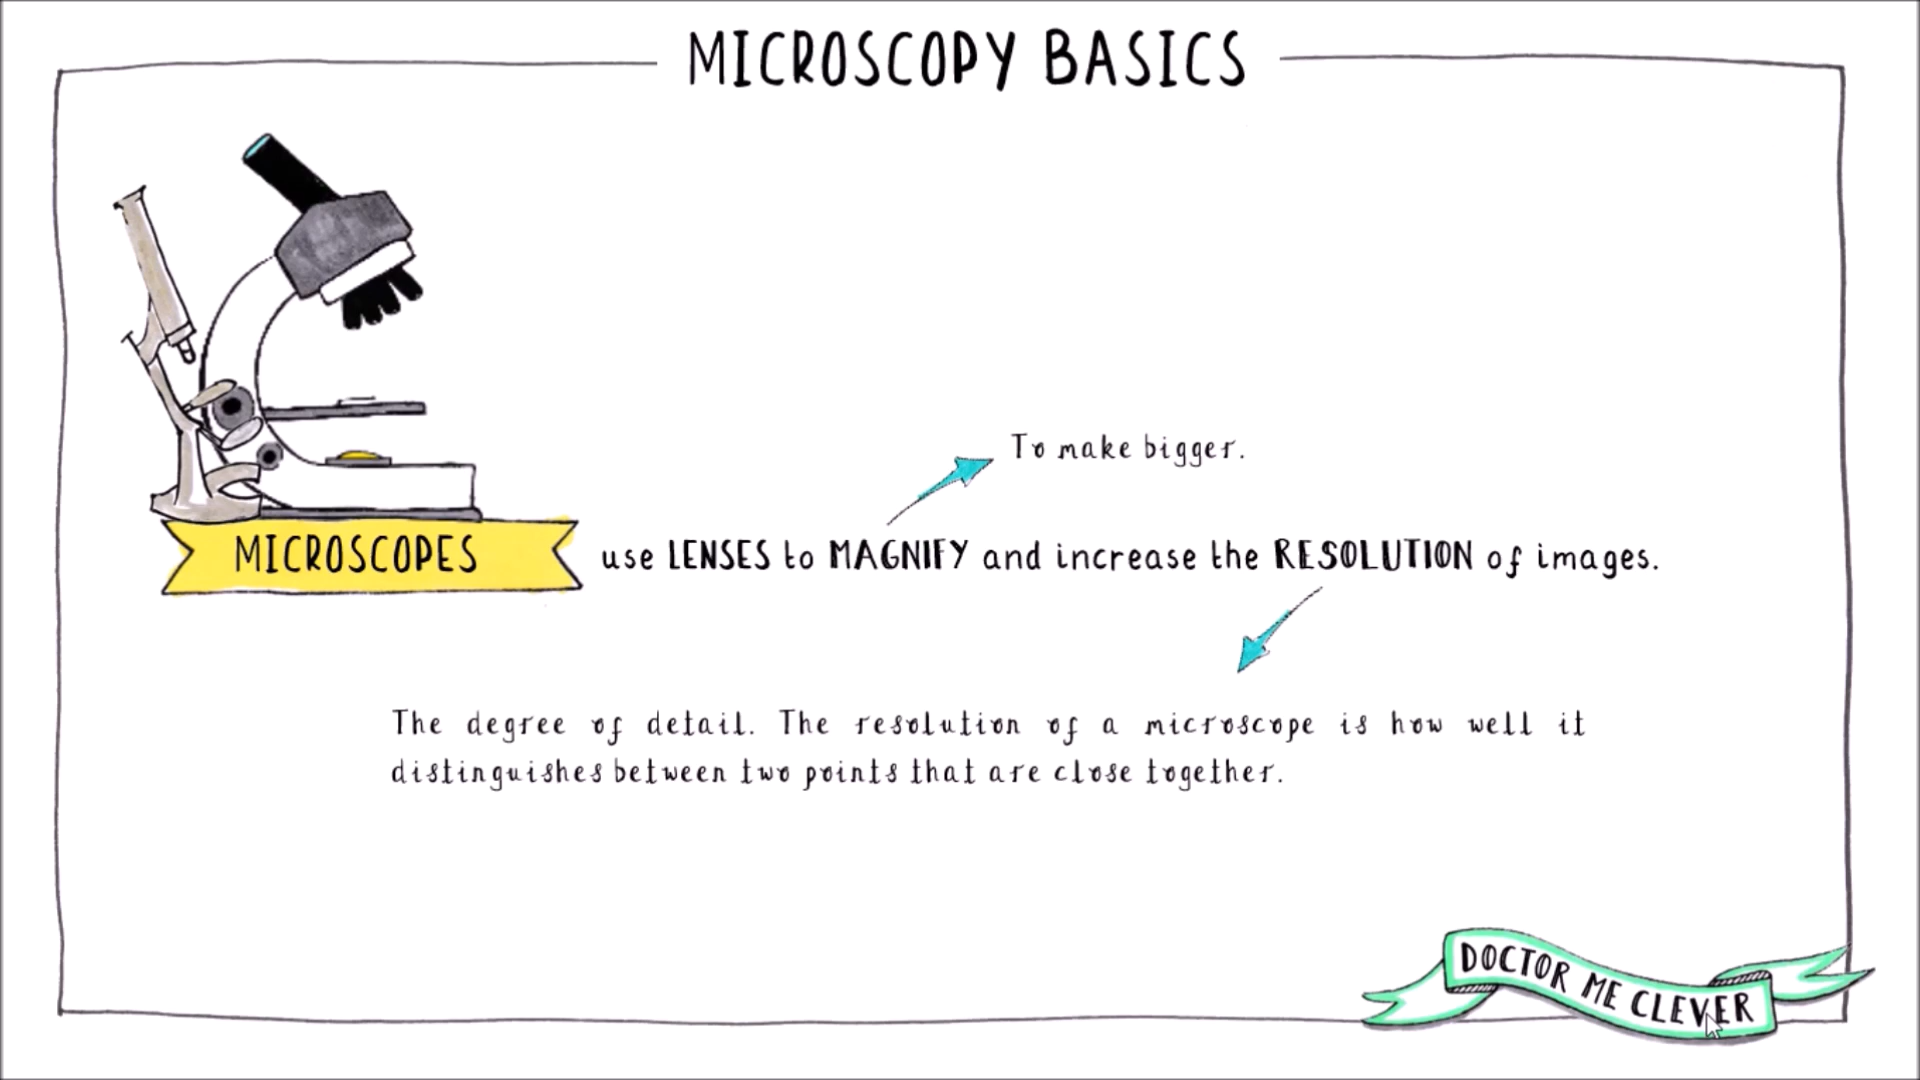 MICROSCOPY BASICS
To make bigger.
MICROSCOPES use LENSES to MAGNIFY and increase the RESOLUTION of images.
The degree of detail. The resolution of a microscope is how well it
distinguishes between two points that are close together.
DOCTOR ME CLEVER